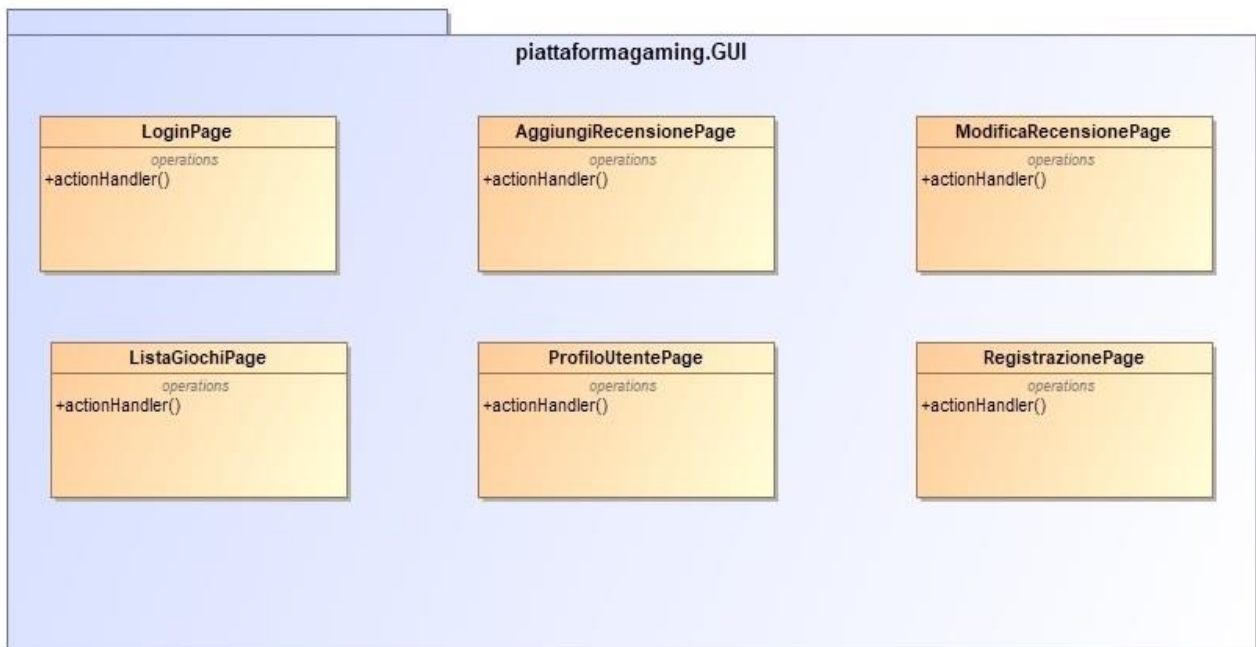 piattaformagaming.GUI
LoginPage
operations
+actionHandler()
AggiungiRecensionePage
operations
+actionHandler()
ModificaRecensionePage
operations
+actionHandler()
ListaGiochiPage
operations
+actionHandler()
ProfiloUtentePage
operations
+actionHandler()
RegistrazionePage
operations
+actionHandler()